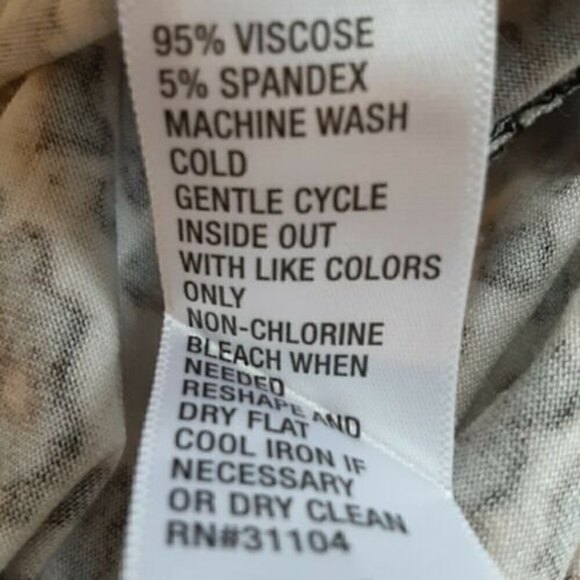 95% VISCOSE
5% SPANDEX
MACHINE WASH
COLD
GENTLE CYCLE
INSIDE OUT
WITH LIKE COLORS
ONLY
NON-CHLORINE
BLEACH WHEN
NEEDED
RESHAPE AND
DRY FLAT
COOL IRON IF
NECESSARY
OR DRY CLEAN
RN#31104